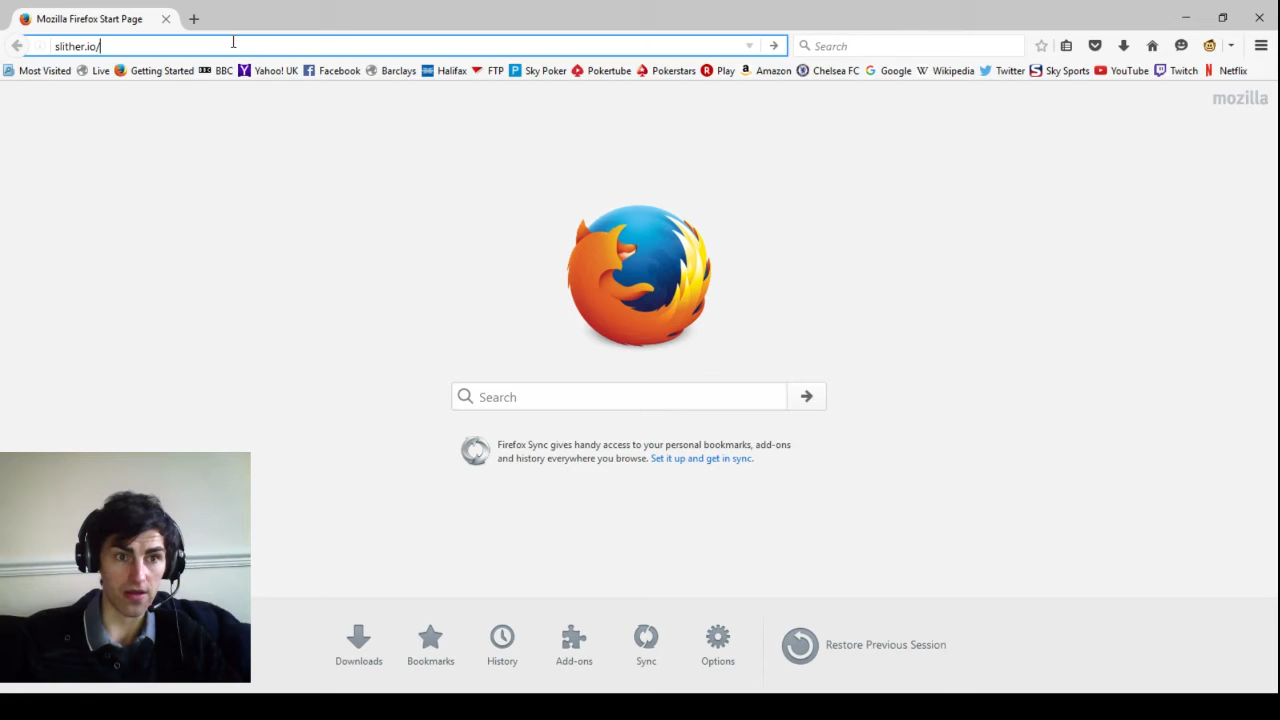 Mozilla Firefox Start Page
slither.io/
Search
Most Visited Live Getting Started BBC Yahoo! UK Facebook Barclays Halifax FTP Sky Poker Pokertube Pokerstars Play Amazon Chelsea FC Google Wikipedia Twitter Sky Sports YouTube Twitch Netflix
mozilla
Search
Firefox Sync gives handy access to your personal bookmarks, add-ons
and history everywhere you browse. Set it up and get in sync.
Downloads Bookmarks History Add-ons Sync Options Restore Previous Session